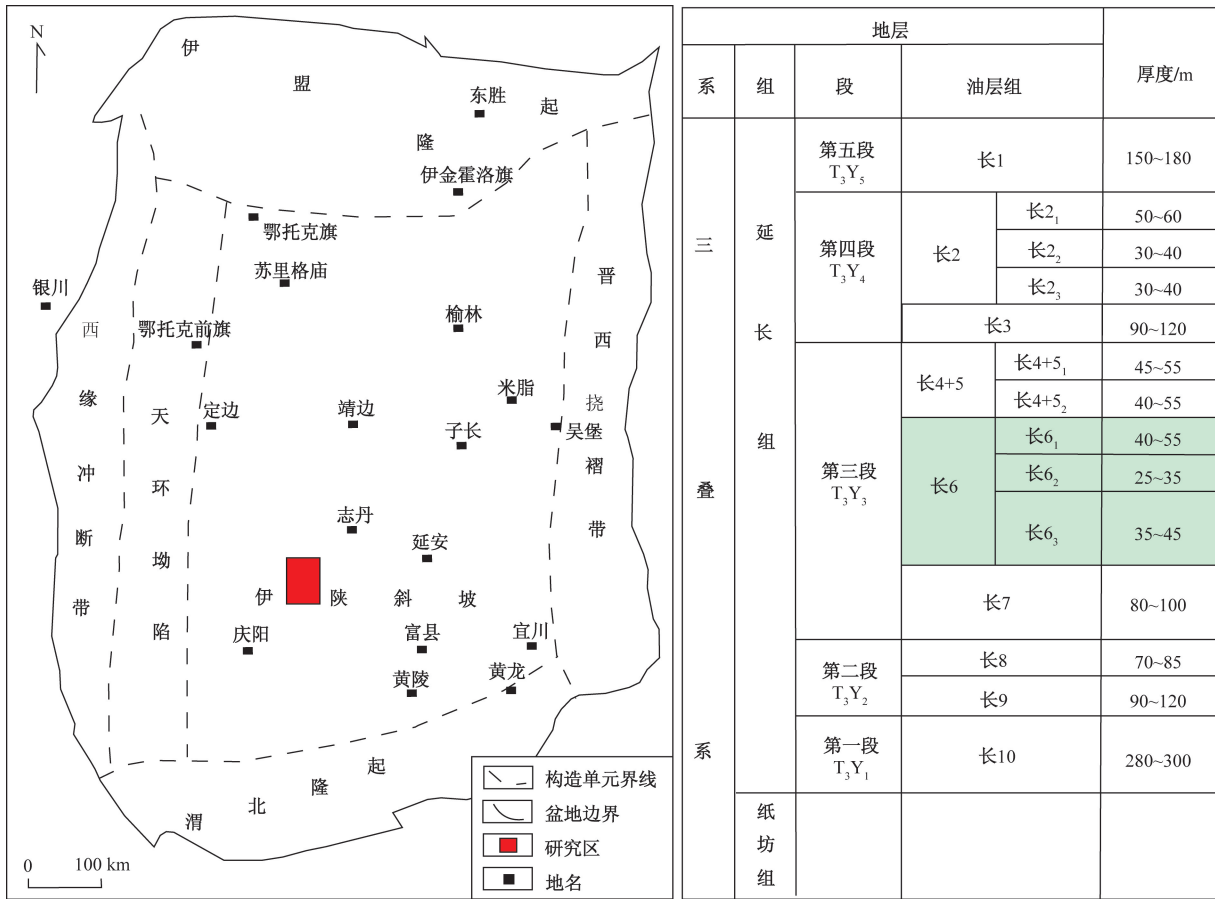 N
伊盟隆起
东胜
伊金霍洛旗
鄂托克旗
苏里格庙
银川
鄂托克前旗
榆林
米脂
定边
靖边
子长
吴堡
志丹
延安
庆阳
富县
宜川
黄陵
黄龙
西缘冲断带
天环坳陷
伊陕斜坡
晋西挠褶带
渭北隆起
构造单元界线
盆地边界
研究区
地名
0 100 km
地层 厚度/m
系 组 段 油层组
三叠系
延长组
第五段 T₃Y₅ 长1 150~180
第四段 T₃Y₄ 长2 长2₁ 50~60
长2₂ 30~40
长2₃ 30~40
长3 90~120
第三段 T₃Y₃ 长4+5 长4+5₁ 45~55
长4+5₂ 40~55
长6 长6₁ 40~55
长6₂ 25~35
长6₃ 35~45
长7 80~100
第二段 T₃Y₂ 长8 70~85
长9 90~120
第一段 T₃Y₁ 长10 280~300
纸坊组